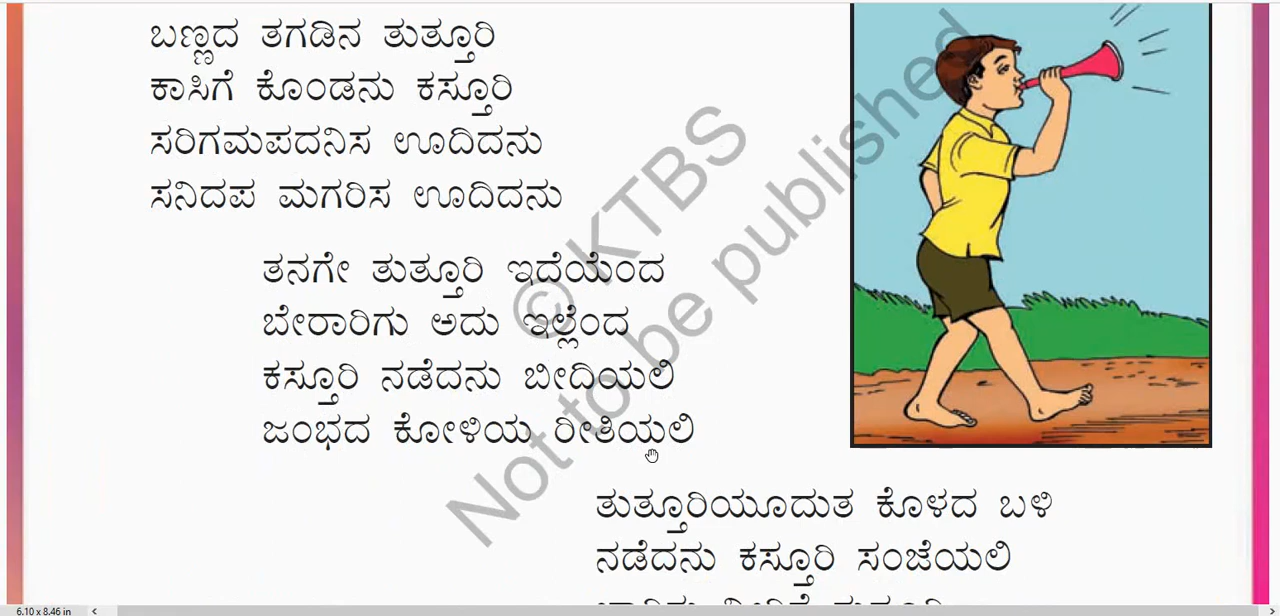 ಬಣ್ಣದ ತಗಡಿನ ತುತ್ತೂರಿ
ಕಾಸಿಗೆ ಕೊಂಡನು ಕಸ್ತೂರಿ
ಸರಿಗಮಪದನಿಸ ಊದಿದನು
ಸನಿದಪ ಮಗರಿಸ ಊದಿದನು
ತನಗೇ ತುತ್ತೂರಿ ಇದೆಯೆಂದ
ಬೇರಾರಿಗು ಅದು ಇಲ್ಲೆಂದ
ಕಸ್ತೂರಿ ನಡೆದನು ಬೀದಿಯಲಿ
ಜಂಭದ ಕೋಳಿಯ ರೀತಿಯಲಿ
ತುತ್ತೂರಿಯೂದುತ ಕೊಳದ ಬಳಿ
ನಡೆದನು ಕಸ್ತೂರಿ ಸಂಜೆಯಲಿ
© KTBS
Not to be published
6.10 x 8.46 in